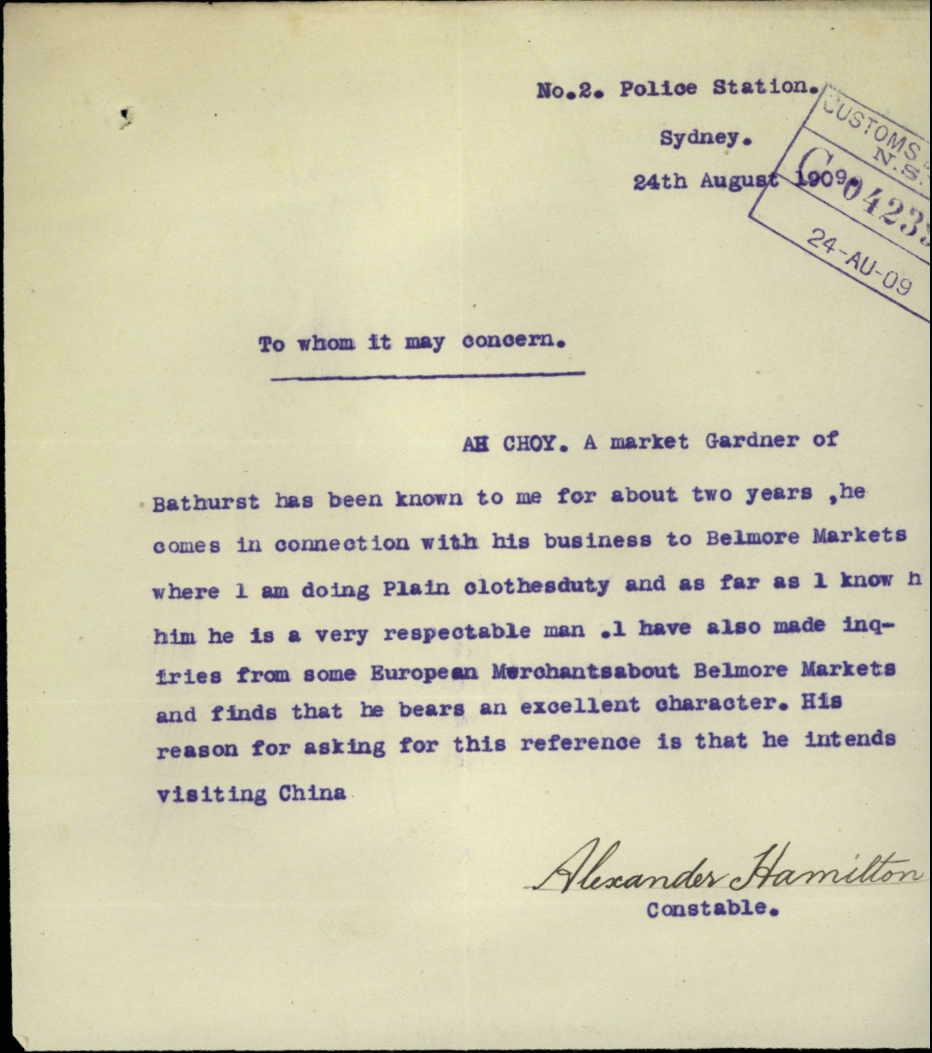 No.2. Police Station.
Sydney.
24th August 1909.
CUSTOMS
N.S.
C 04239
24-AU-09
To whom it may concern.
AH CHOY. A market Gardner of
Bathurst has been known to me for about two years ,he
comes in connection with his business to Belmore Markets
where l am doing Plain clothesduty and as far as l know h
him he is a very respectable man .l have also made inq-
iries from some European Merchantsabout Belmore Markets
and finds that he bears an excellent character. His
reason for asking for this reference is that he intends
visiting China
Alexander Hamilton
Constable.